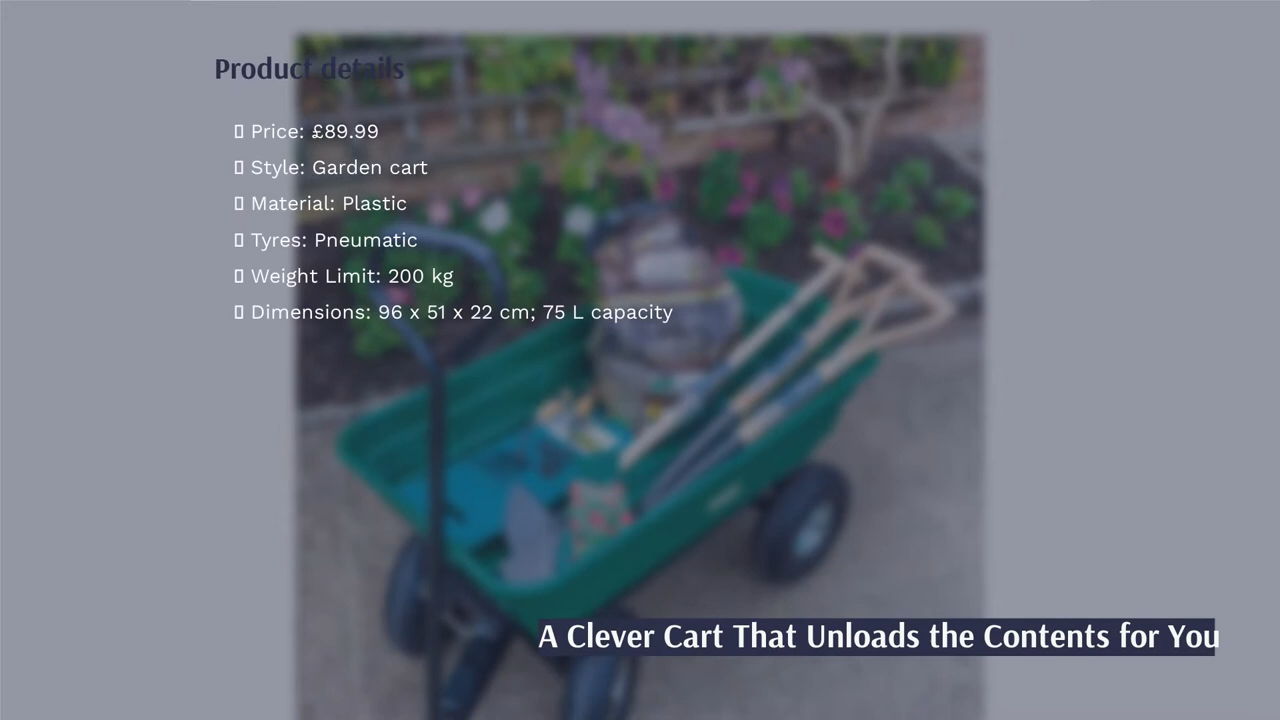 Product details
Price: £89.99
Style: Garden cart
Material: Plastic
Tyres: Pneumatic
Weight Limit: 200 kg
Dimensions: 96 x 51 x 22 cm; 75 L capacity
A Clever Cart That Unloads the Contents for You